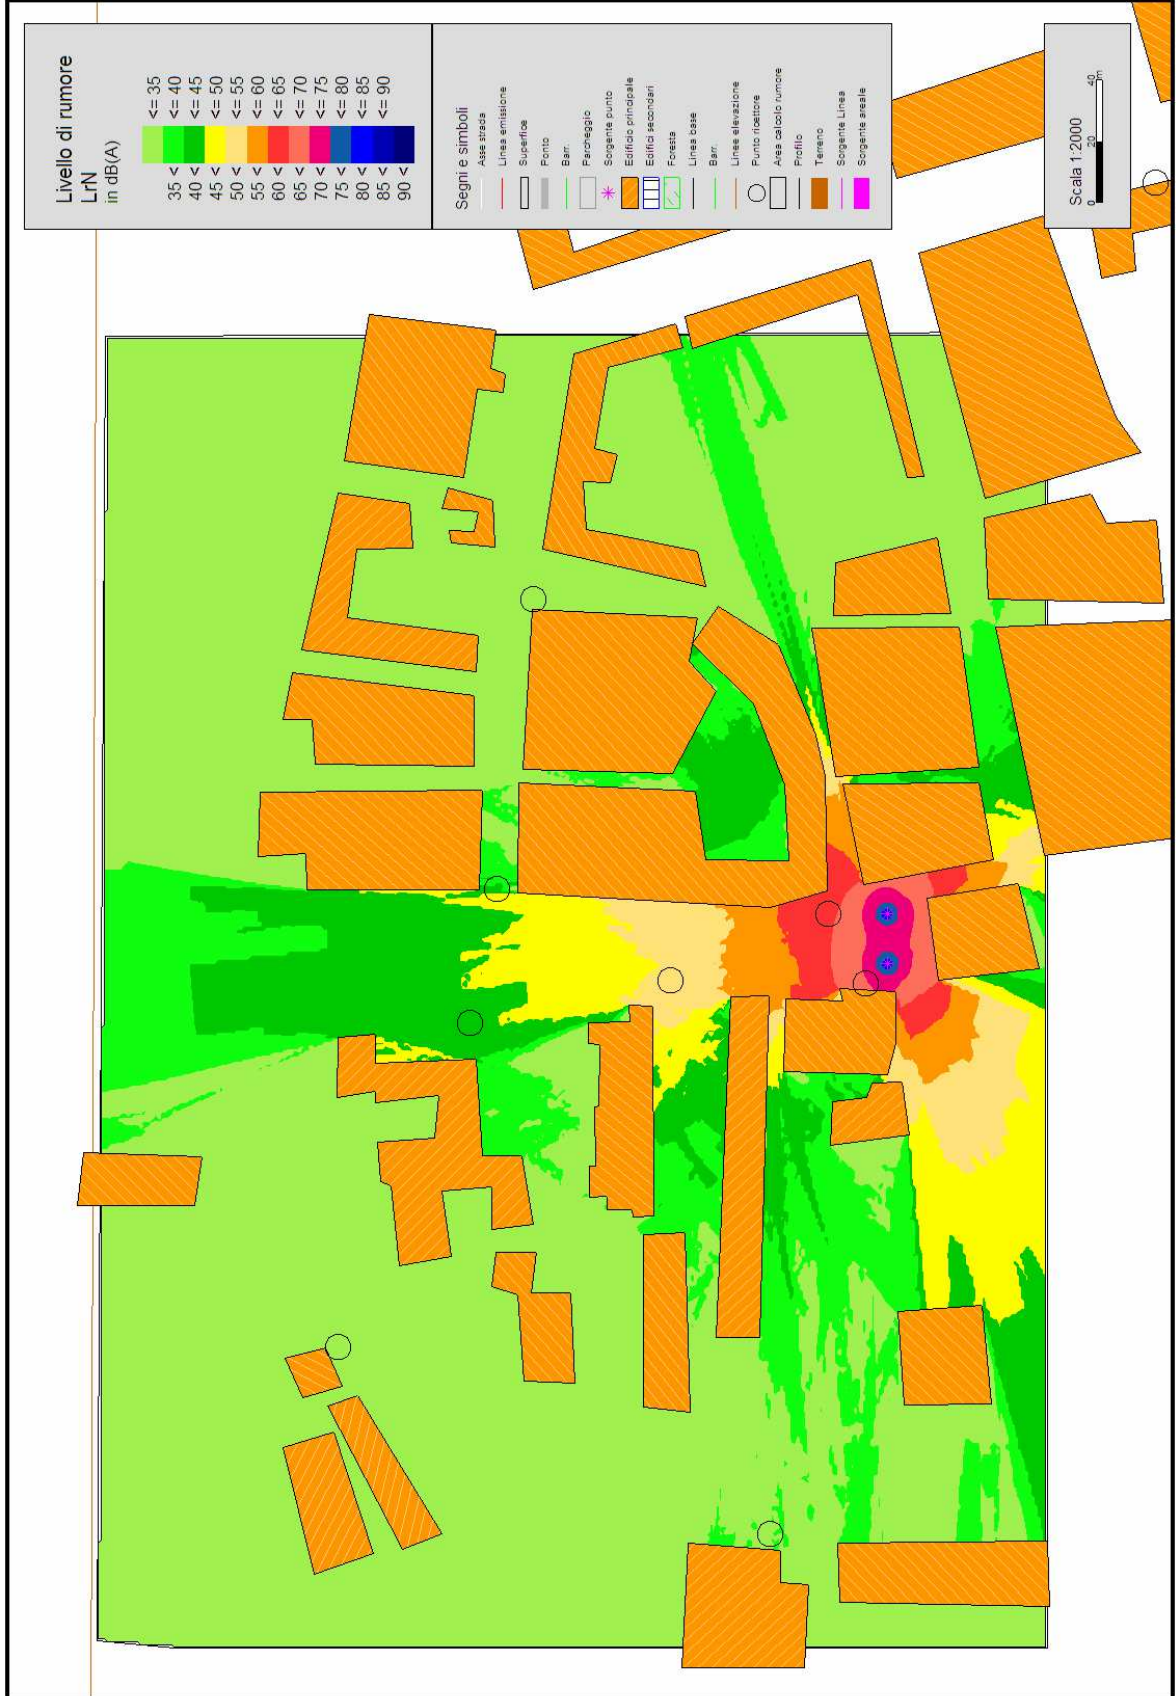 Livello di rumore
LrN
in dB(A)
<= 35
35 < <= 40
40 < <= 45
45 < <= 50
50 < <= 55
55 < <= 60
60 < <= 65
65 < <= 70
70 < <= 75
75 < <= 80
80 < <= 85
85 < <= 90
90 <
Segni e simboli
Asse strada
Linea emissione
Superfice
Ponto
Barr.
Parcheggio
Sorgente punto
Edificio principale
Edifici secondari
Foresta
Linea base
Barr.
Linee elevazione
Punto ricettore
Area calcolo rumore
Profilo
Terreno
Sorgente Linea
Sorgente areale
Scala 1:2000
0 20 40
m